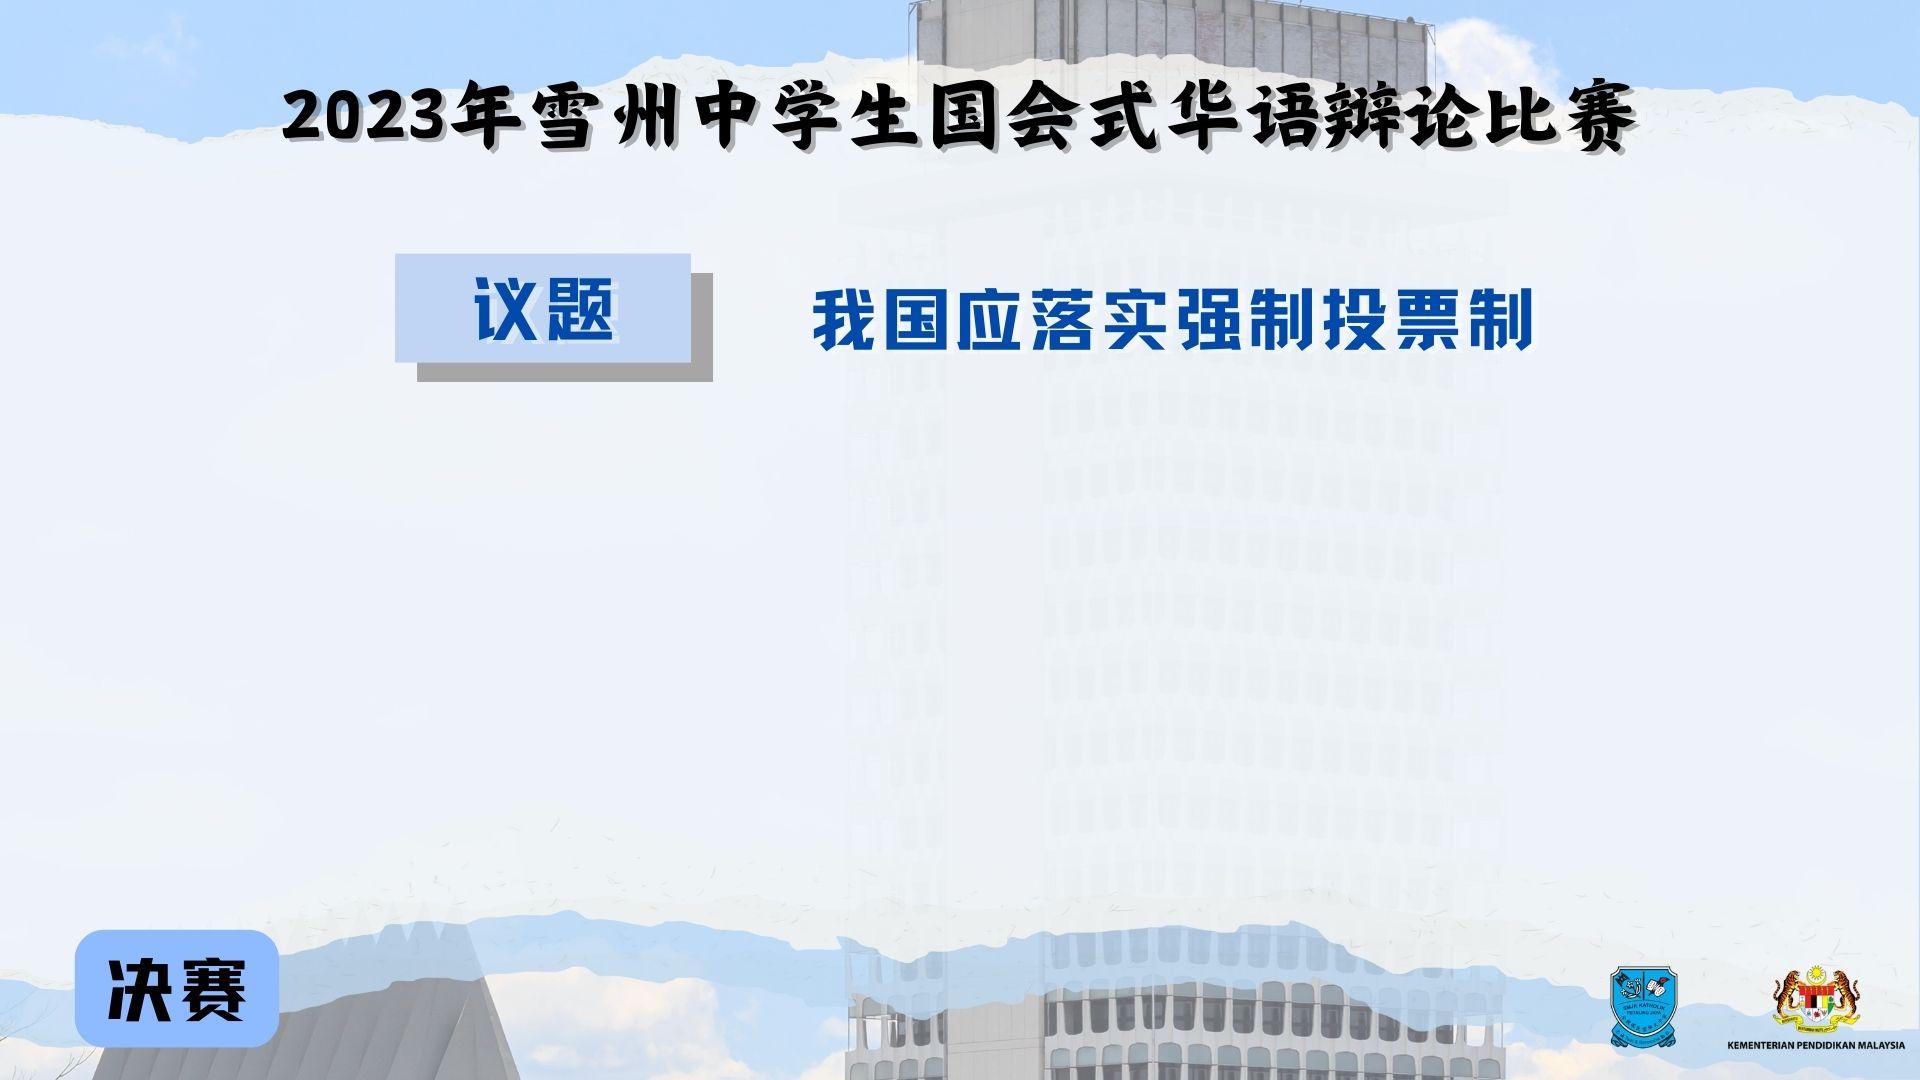 2023年雪州中学生国会式华语辩论比赛
议题
我国应落实强制投票制
决赛
SMJK KATHOLIK
PETALING JAYA
KEMENTERIAN PENDIDIKAN MALAYSIA